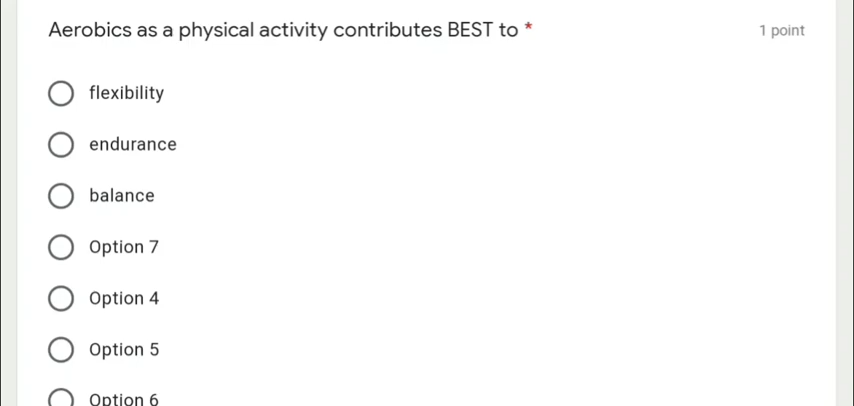 Aerobics as a physical activity contributes BEST to *
1 point
flexibility
endurance
balance
Option 7
Option 4
Option 5
Option 6